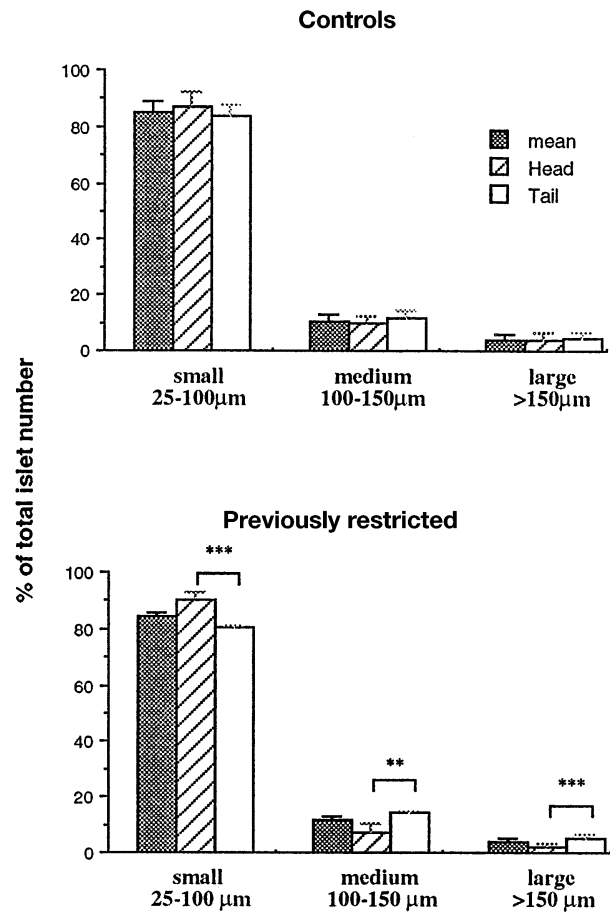 Controls
100
80
60
40
20
0
mean
Head
Tail
small
25-100μm
medium
100-150μm
large
>150μm
% of total islet number
Previously restricted
***
100
80
60
40
20
0
**
***
small
25-100 μm
medium
100-150 μm
large
>150 μm